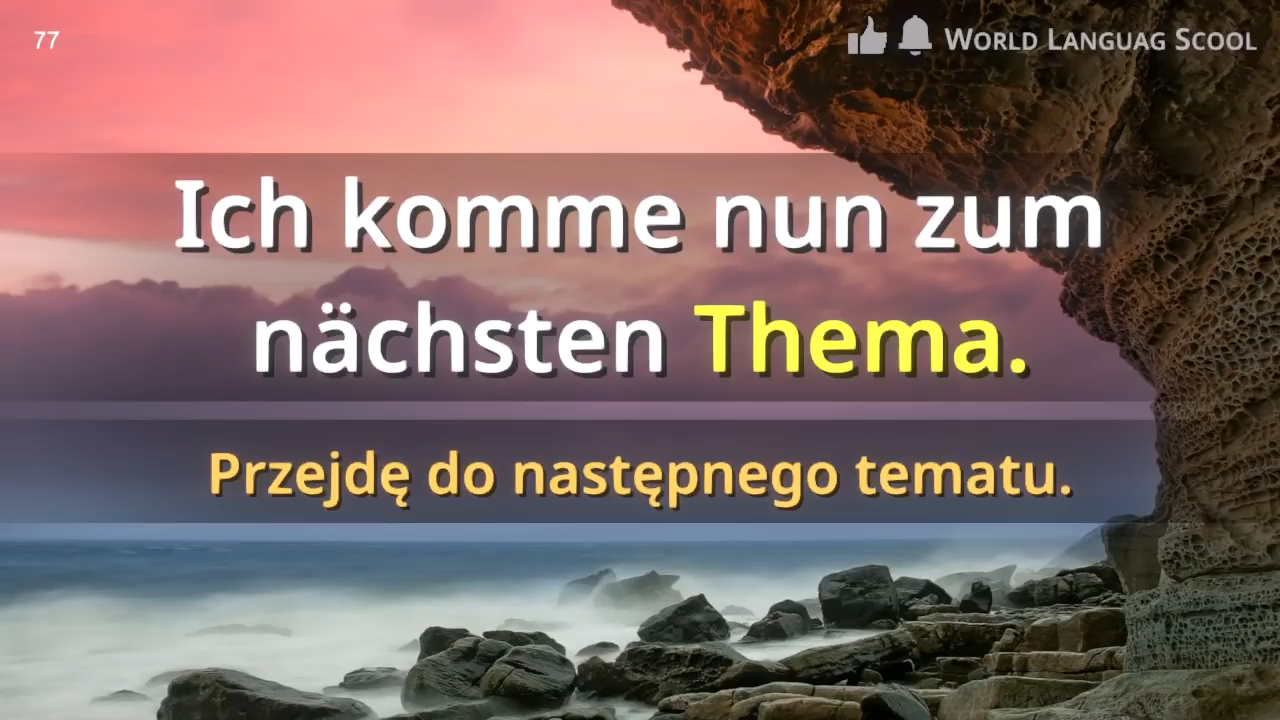 77
World Languag Scool
Ich komme nun zum
nächsten Thema.
Przejdę do następnego tematu.